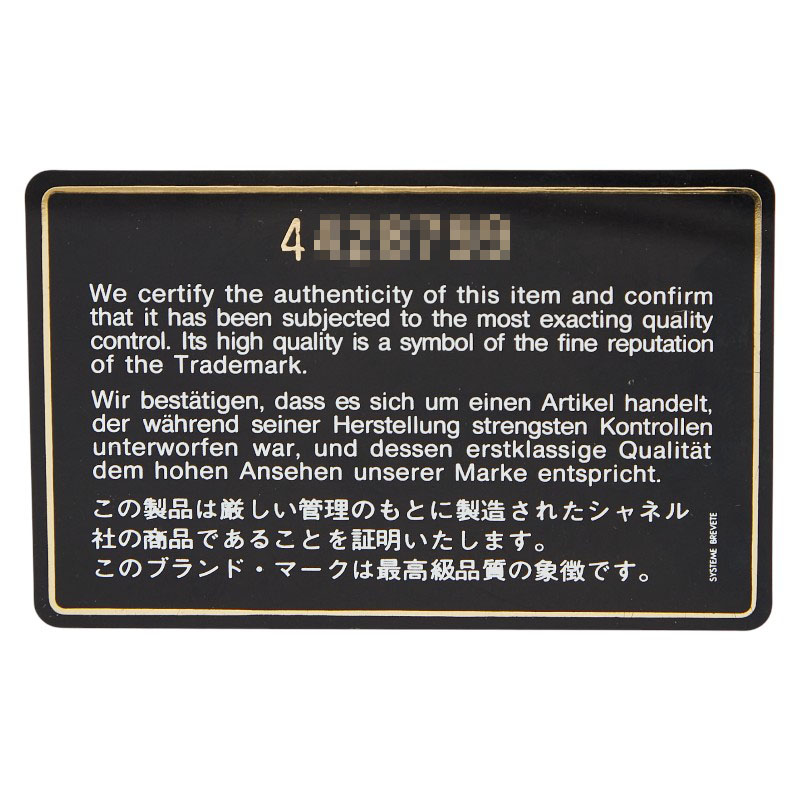 4
We certify the authenticity of this item and confirm
that it has been subjected to the most exacting quality
control. Its high quality is a symbol of the fine reputation
of the Trademark.
Wir bestätigen, dass es sich um einen Artikel handelt,
der während seiner Herstellung strengsten Kontrollen
unterworfen war, und dessen erstklassige Qualität
dem hohen Ansehen unserer Marke entspricht.
この製品は厳しい管理のもとに製造されたシャネル
社の商品であることを証明いたします。
このブランド・マークは最高級品質の象徴です。
SYSTEME BREVETE